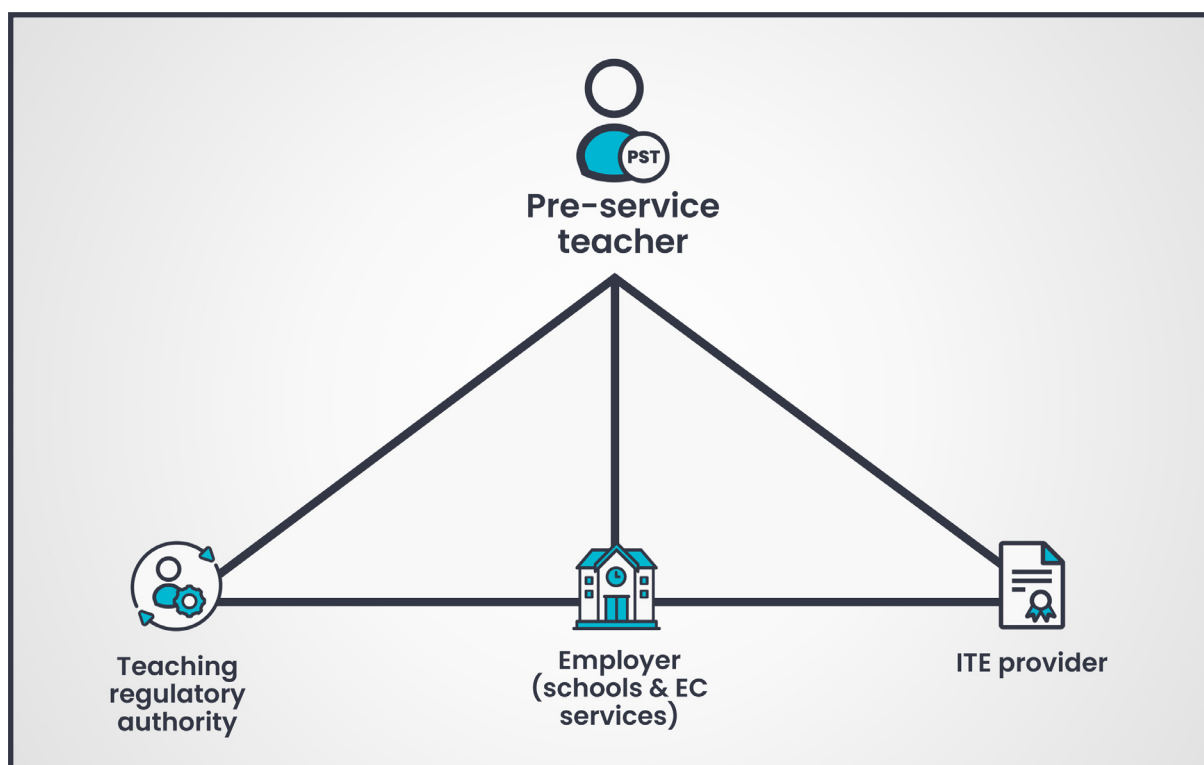 PST
Pre-service
teacher
Teaching
regulatory
authority
Employer
(schools & EC
services)
ITE provider